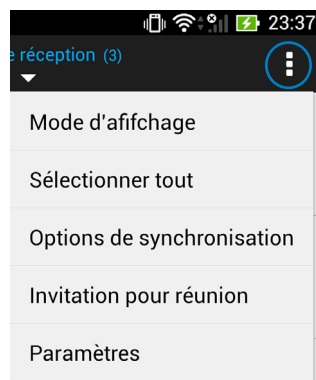 23:37
e réception (3)
Mode d'afifchage
Sélectionner tout
Options de synchronisation
Invitation pour réunion
Paramètres